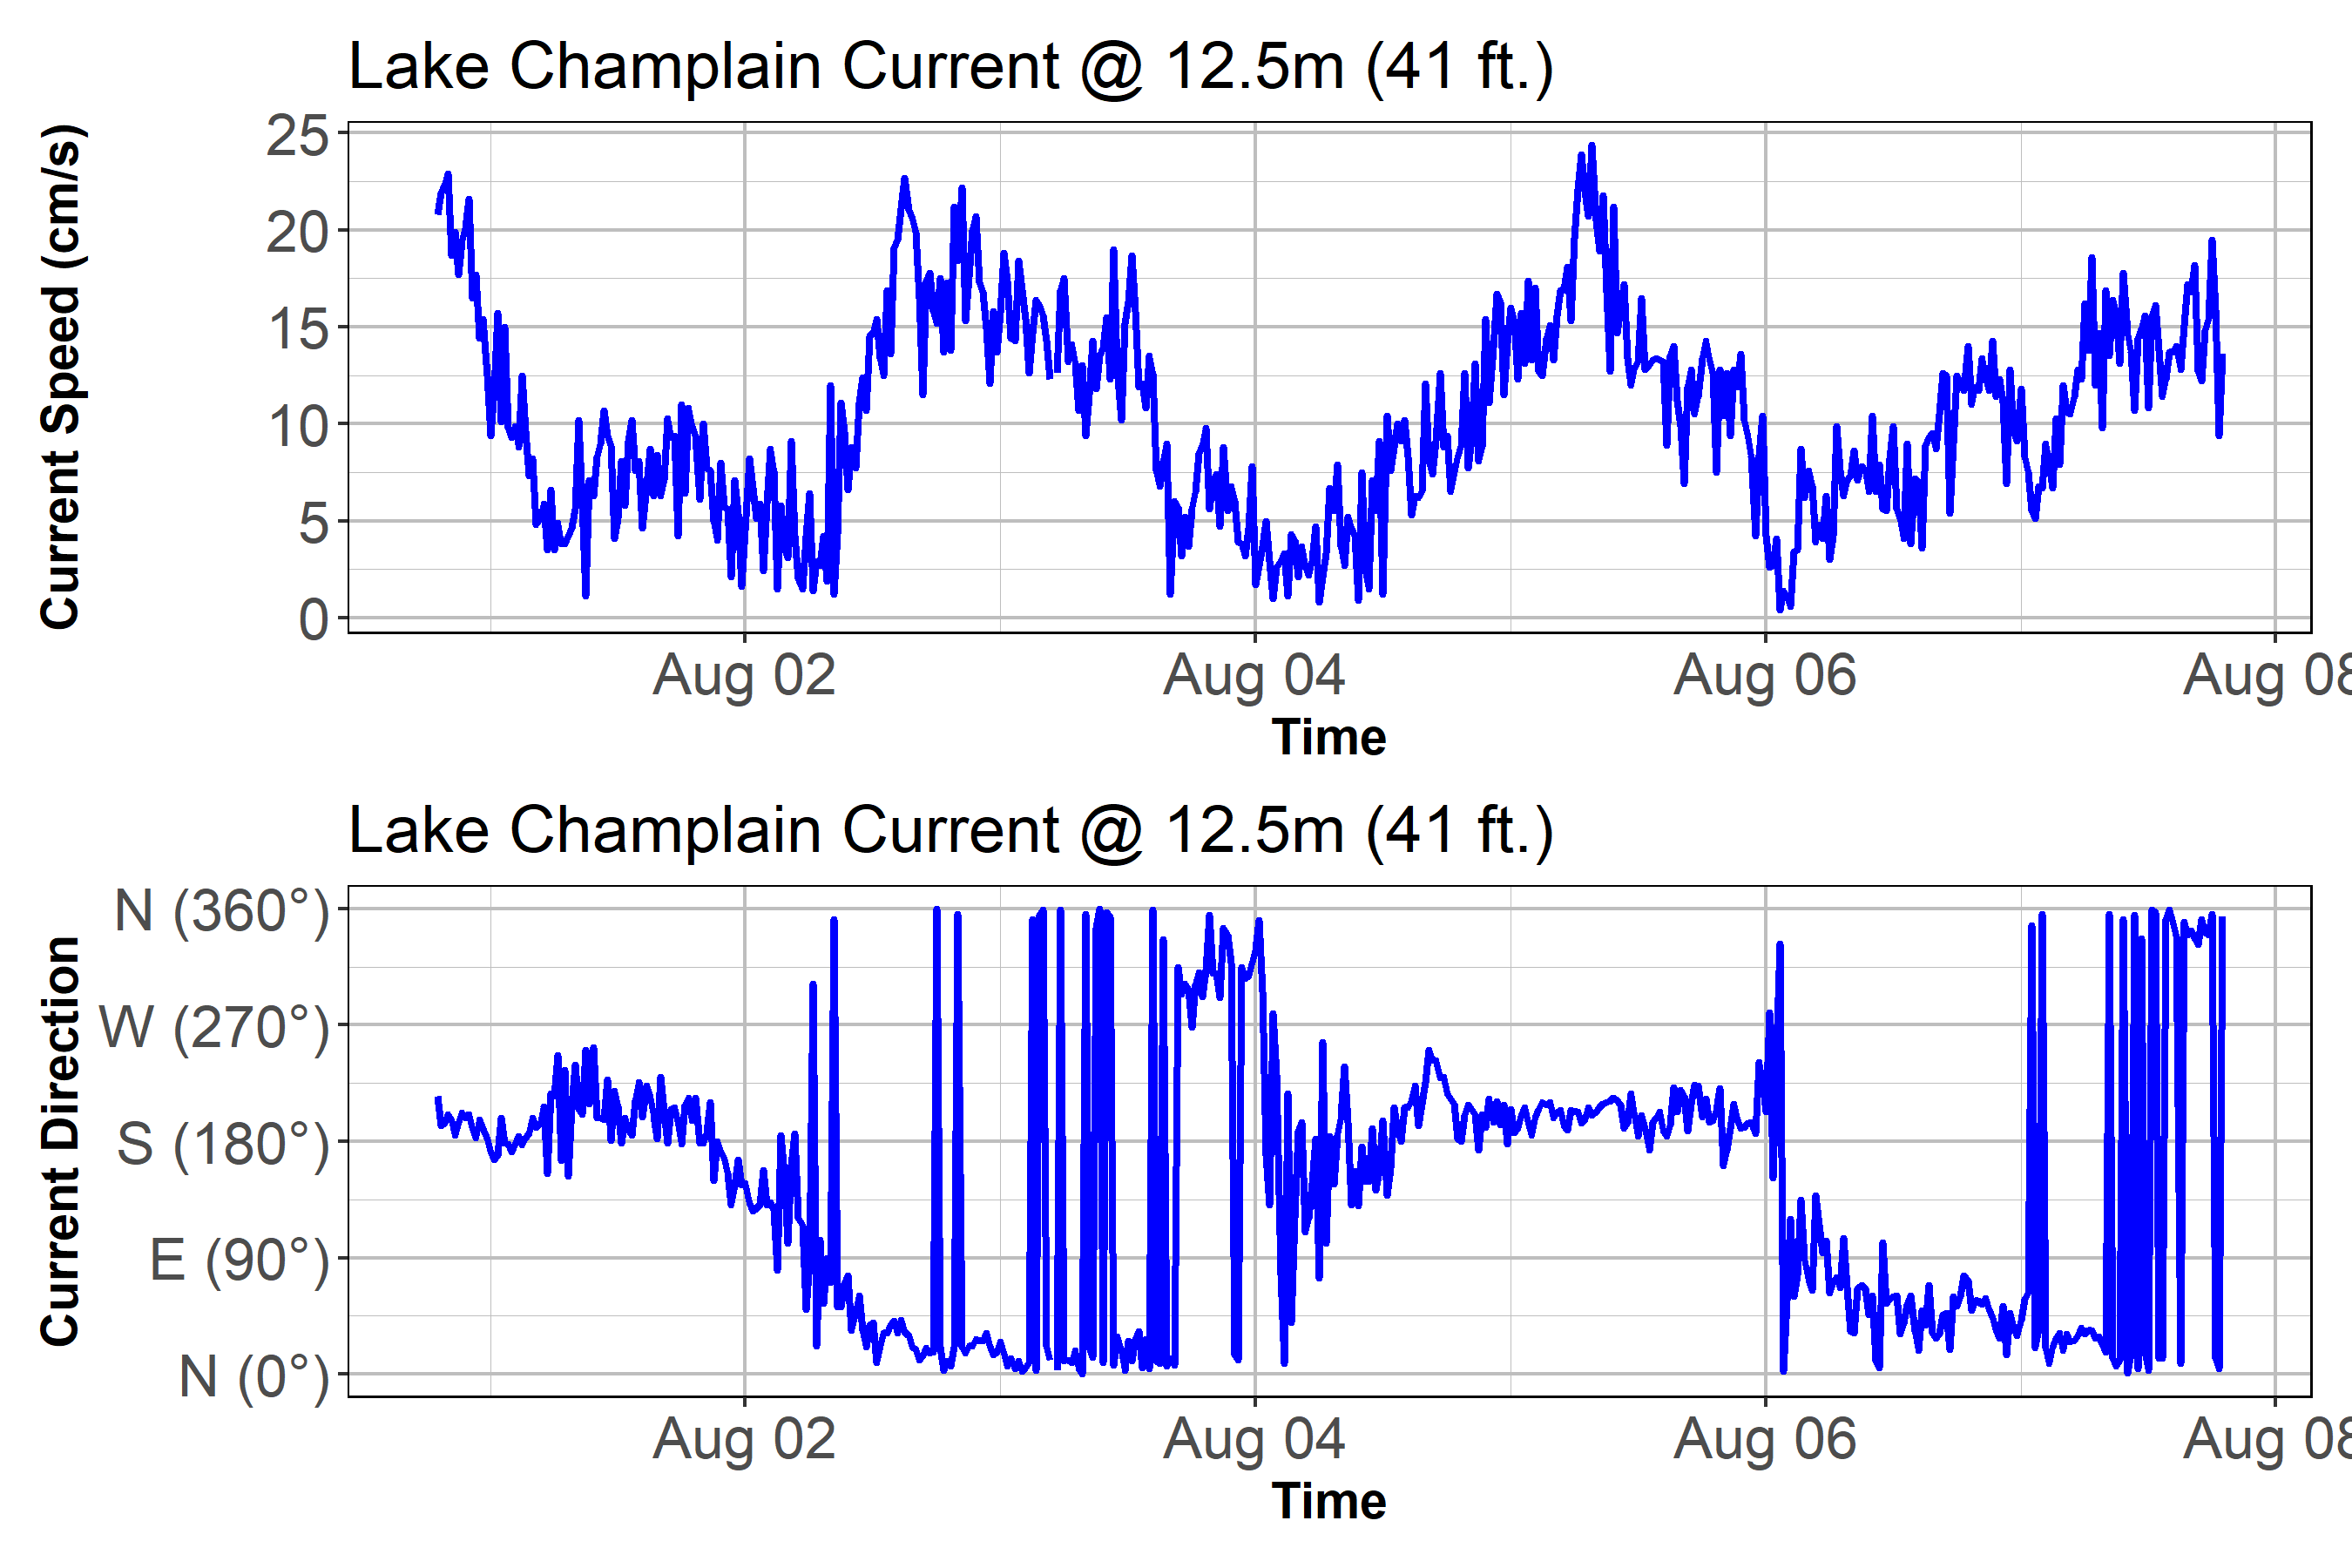 Lake Champlain Current @ 12.5m (41 ft.)
Current Speed (cm/s)
25
20
15
10
5
0
Aug 02 Aug 04 Aug 06 Aug 08
Time
Lake Champlain Current @ 12.5m (41 ft.)
Current Direction
N (360°)
W (270°)
S (180°)
E (90°)
N (0°)
Aug 02 Aug 04 Aug 06 Aug 08
Time